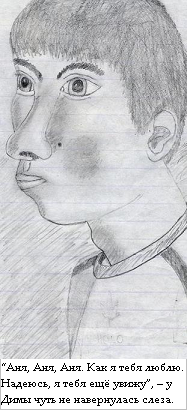 “Аня, Аня, Аня. Как я тебя люблю.
Надеюсь, я тебя ещё увижу”, – у
Димы чуть не навернулась слеза.